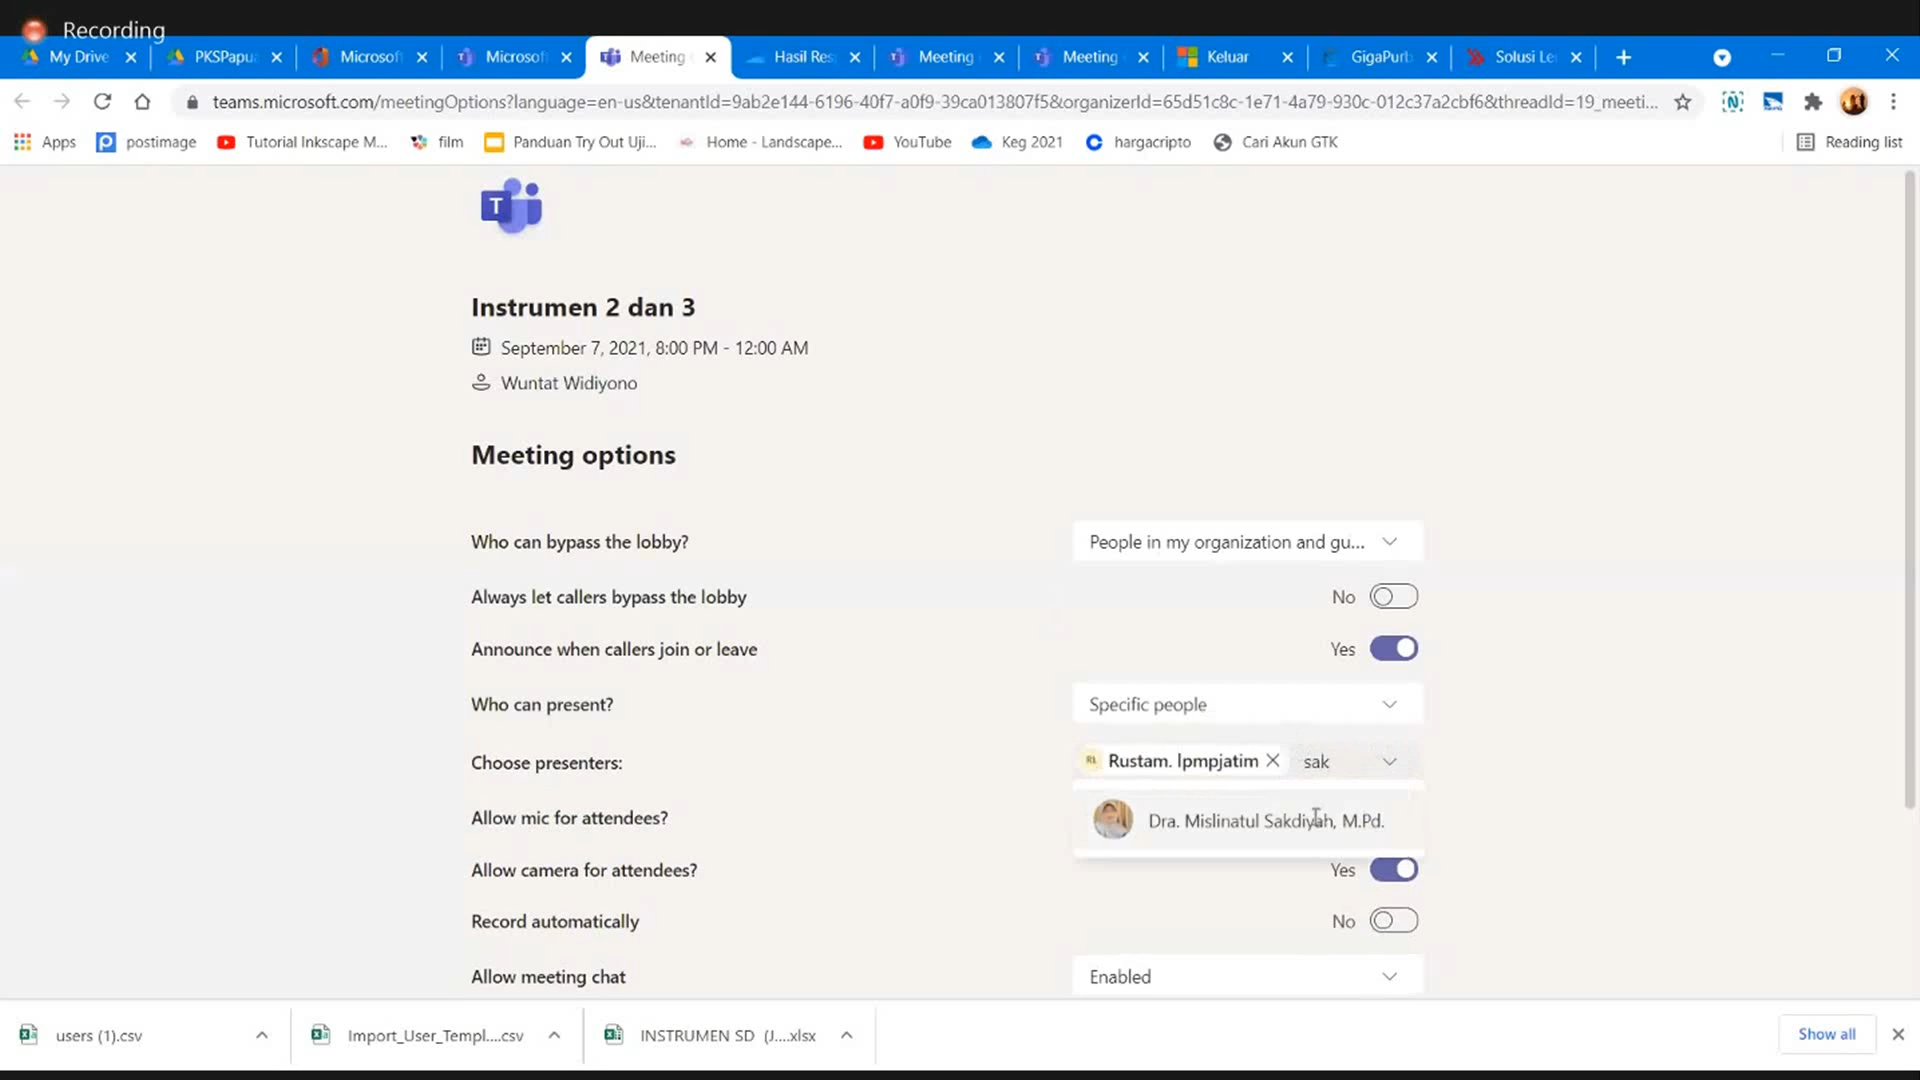 Recording
My Drive
PKSPapua
Microsoft
Microsoft
Meeting
Hasil Res
Meeting
Meeting
Keluar
GigaPurb
Solusi Le
teams.microsoft.com/meetingOptions?language=en-us&tenantId=9ab2e144-6196-40f7-a0f9-39ca013807f5&organizerId=65d51c8c-1e71-4a79-930c-012c37a2cbf6&threadId=19_meeti...
Apps
postimage
Tutorial Inkscape M...
film
Panduan Try Out Uji...
Home - Landscape...
YouTube
Keg 2021
hargacripto
Cari Akun GTK
Reading list
T
Instrumen 2 dan 3
September 7, 2021, 8:00 PM - 12:00 AM
Wuntat Widiyono
Meeting options
Who can bypass the lobby?
People in my organization and gu...
Always let callers bypass the lobby
No
Announce when callers join or leave
Yes
Who can present?
Specific people
Choose presenters:
RL Rustam. lpmpjatim
sak
Allow mic for attendees?
Dra. Mislinatul Sakdiyah, M.Pd.
Allow camera for attendees?
Yes
Record automatically
No
Allow meeting chat
Enabled
users (1).csv
Import_User_Templ....csv
INSTRUMEN SD (J....xlsx
Show all